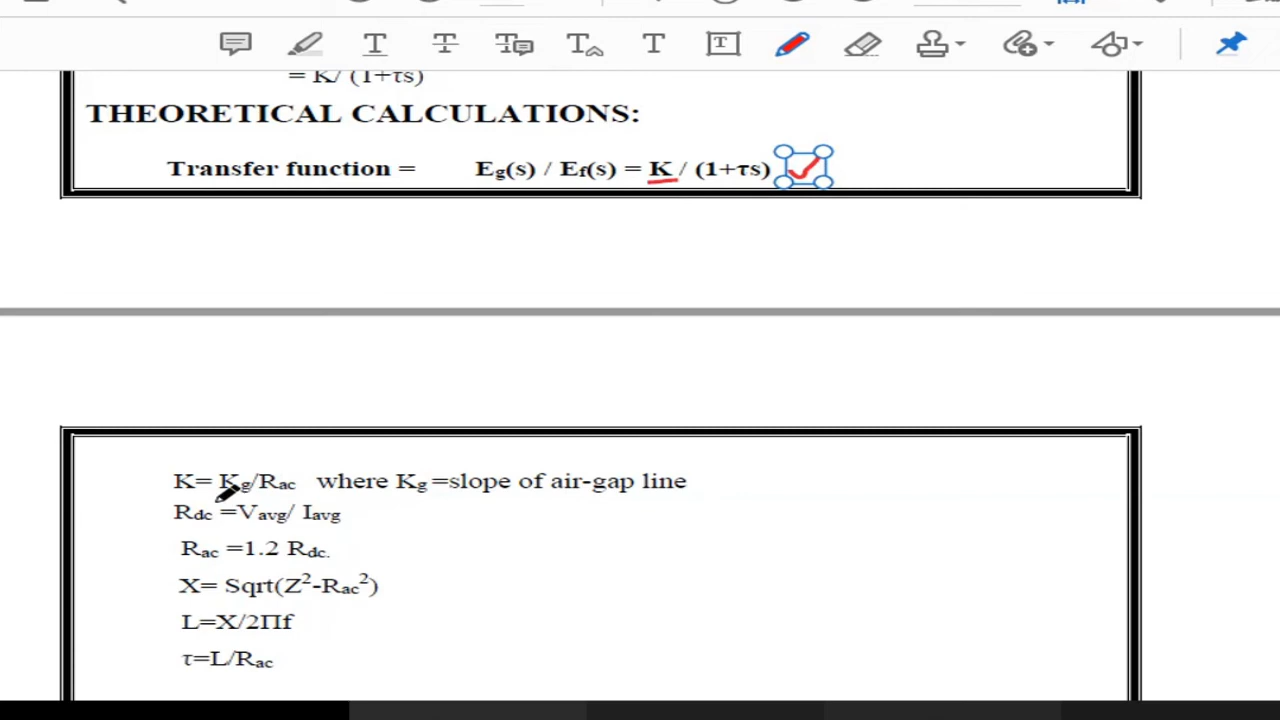 = K/ (1+τs)
THEORETICAL CALCULATIONS:
Transfer function = Eg(s) / Ef(s) = K / (1+τs)
K= Kg/Rac where Kg =slope of air-gap line
Rdc =Vavg/ Iavg
Rac =1.2 Rdc.
X= Sqrt(Z²-Rac²)
L=X/2Πf
τ=L/Rac